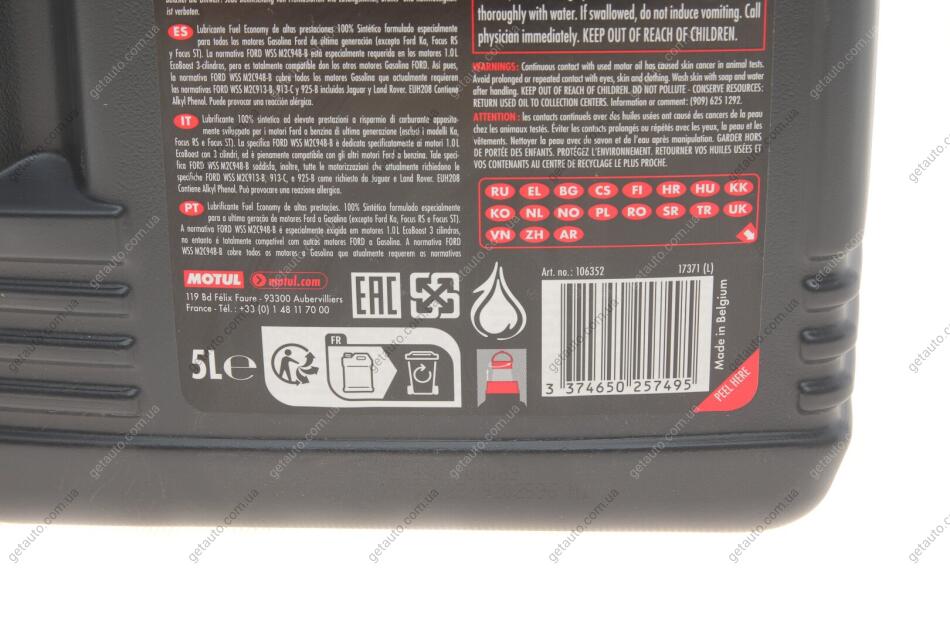 ist verboten.
ES Lubricante Fuel Economy de altas prestaciones 100% Sintético formulado especialmente
para todos los motores Gasolina Ford de última generación (excepto Ford Ka, Focus RS
y Focus ST). La normativa FORD WSS M2C948-B está especialmente requerida en los motores 1.0L
EcoBoost 3-cilindros, pero es totalmente compatible don los otros motores Gasolina FORD. Así pues,
la normativa FORD WSS M2C948-B cubre todos los motores Gasolina que actualmente requieren
las normativas FORD WSS M2C913-B, 913-C y 925-B incluidos Jaguar y Land Rover. EUH208 Contiene
Alkyl Phenol. Puede provocar una reacción alérgica.
IT Lubrificante 100% sintetico ad elevate prestazioni a risparmio di carburante apposita-
mente sviluppato per i motori Ford a benzina di ultima generazione (esclusi i modelli Ka,
Focus RS e Focus ST). La specifica FORD WSS M2C948-B è dedicata specificatamente ai motori 1.0L
EcoBoost con 3 cilindri, ed è pienamente compatibile con gli altri motori Ford a benzina. Tale speci-
fica FORD WSS M2C948-B soddisfa, inoltre, tutte le motorizzazioni che attualmente richiedono le
specifiche FORD WSS M2C913-B, 913-C e 925-B come richiesto da Jaguar e Land Rover. EUH208
Contiene Alkyl Phenol. Può provocare una reazione allergica.
PT Lubrificante Fuel Economy de altas prestações. 100% Sintético formulado especialmente
para a ultima geração de motores Ford a Gasolina (excepto Ford Ka, Focus RS e Focus ST).
A normativa FORD WSS M2C948-B é especialmente exigida em motores 1.0L EcoBoost 3 cilindros,
no entanto é totalmente compatível com outros motores FORD a Gasolina. A normativa FORD
WSS M2C948-B cobre todos os motores a Gasolina que actualmente requerem as normativas
thoroughly with water. If swallowed, do not induce vomiting. Call
physician immediately. KEEP OUT OF REACH OF CHILDREN.
WARNINGS: Continuous contact with used motor oil has caused skin cancer in animal tests.
Avoid prolonged or repeated contact with eyes, skin and clothing. Wash skin with soap and water
after handling. KEEP OUT OF REACH OF CHILDREN. DO NOT POLLUTE - CONSERVE RESOURCES:
RETURN USED OIL TO COLLECTION CENTERS. Information or comment: (909) 625 1292.
ATTENTION : les contacts continuels avec des huiles usées ont causé des cancers de la peau
chez les animaux testés. Éviter les contacts prolongés ou répétés avec les yeux, la peau et les
vêtements. Nettoyer la peau avec du savon et de l'eau après manipulation. GARDER HORS
DE PORTÉE DES ENFANTS. PROTÉGEZ L'ENVIRONNEMENT. RETOURNER VOS HUILES USÉES ET
VOS CONTENANTS AU CENTRE DE RECYCLAGE LE PLUS PROCHE.
RU EL BG CS FI HR HU KK
KO NL NO PL RO SR TR UK
VN ZH AR
MOTUL motul.com
119 Bd Félix Faure - 93300 Aubervilliers
France - Tél. : +33 (0) 1 48 11 70 00
EAC
5L e
FR
Art. no.: 106352 17371 (L)
3 374650 257495
Made in Belgium
PEEL HERE
getauto.com.ua